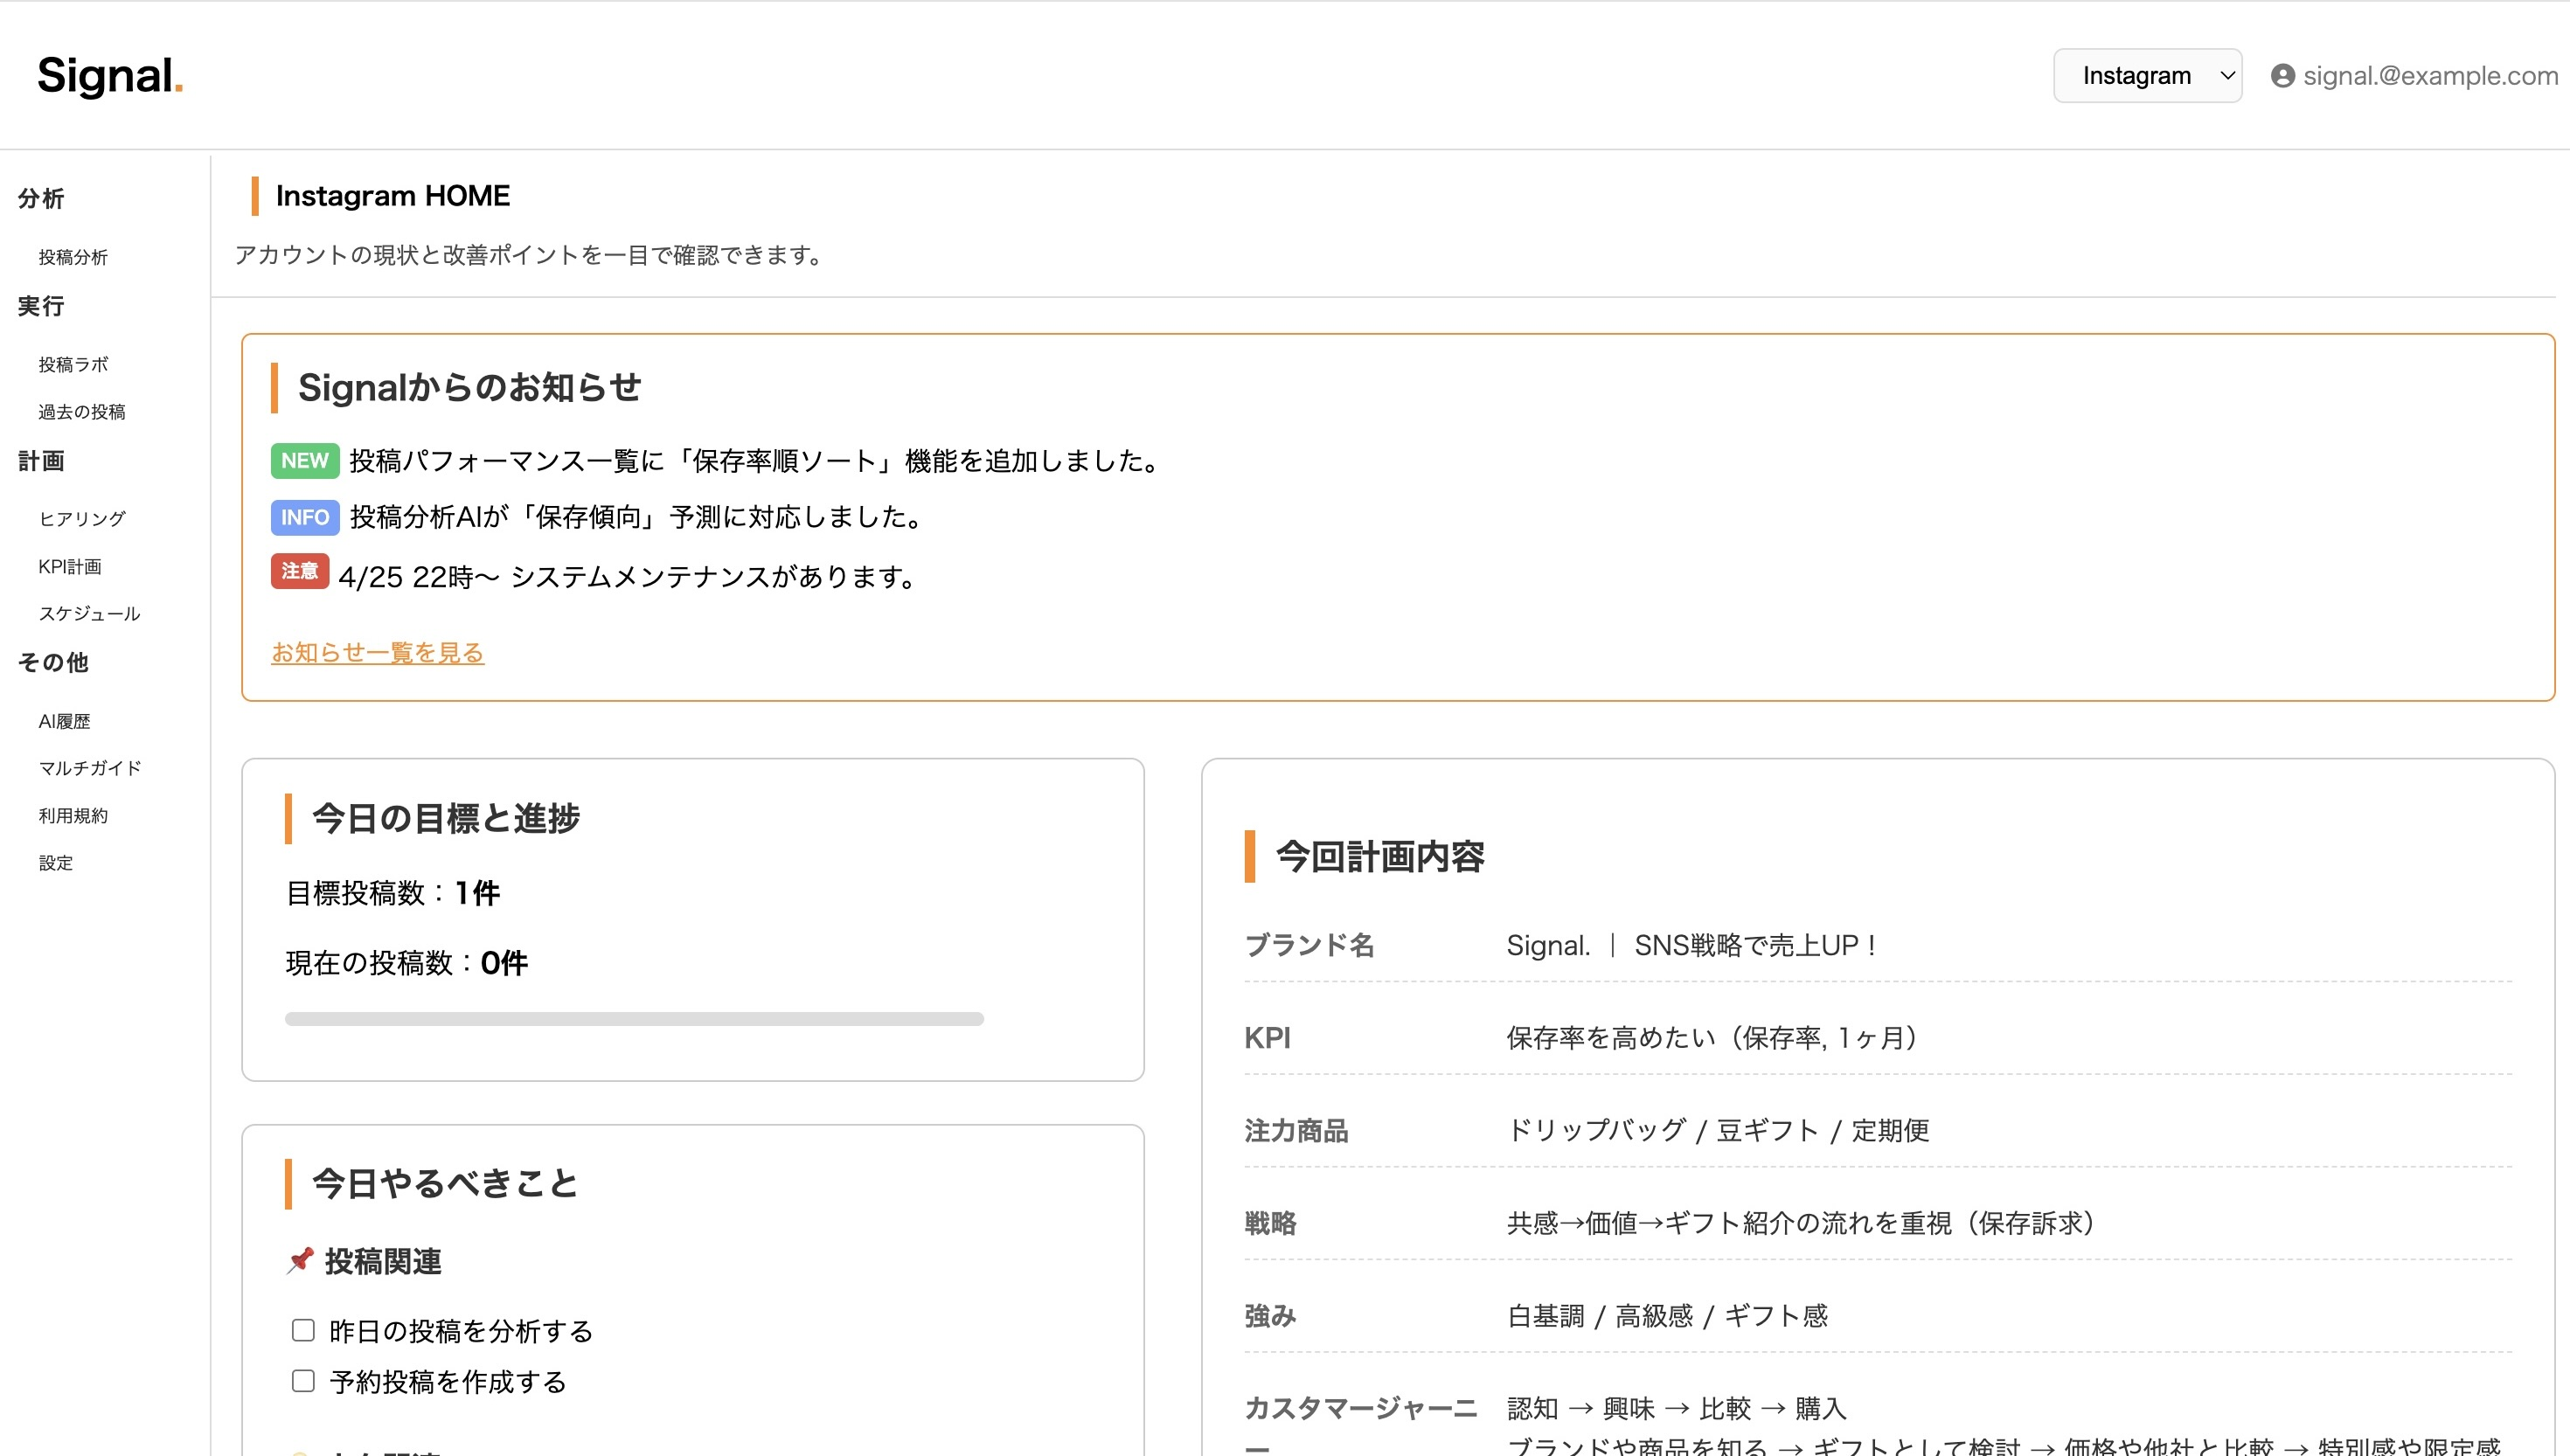 Signal.
Instagram
signal.@example.com
分析
投稿分析
実行
投稿ラボ
過去の投稿
計画
ヒアリング
KPI計画
スケジュール
その他
AI履歴
マルチガイド
利用規約
設定
Instagram HOME
アカウントの現状と改善ポイントを一目で確認できます。
Signalからのお知らせ
NEW 投稿パフォーマンス一覧に「保存率順ソート」機能を追加しました。
INFO 投稿分析AIが「保存傾向」予測に対応しました。
注意 4/25 22時〜 システムメンテナンスがあります。
お知らせ一覧を見る
今日の目標と進捗
目標投稿数：1件
現在の投稿数：0件
今日やるべきこと
📌 投稿関連
昨日の投稿を分析する
予約投稿を作成する
今回計画内容
ブランド名 Signal. ｜ SNS戦略で売上UP！
KPI 保存率を高めたい（保存率, 1ヶ月）
注力商品 ドリップバッグ / 豆ギフト / 定期便
戦略 共感→価値→ギフト紹介の流れを重視（保存訴求）
強み 白基調 / 高級感 / ギフト感
カスタマージャーニー 認知 → 興味 → 比較 → 購入
ブランドや商品を知る → ギフトとして検討 → 価格や他社と比較 → 特別感や限定感